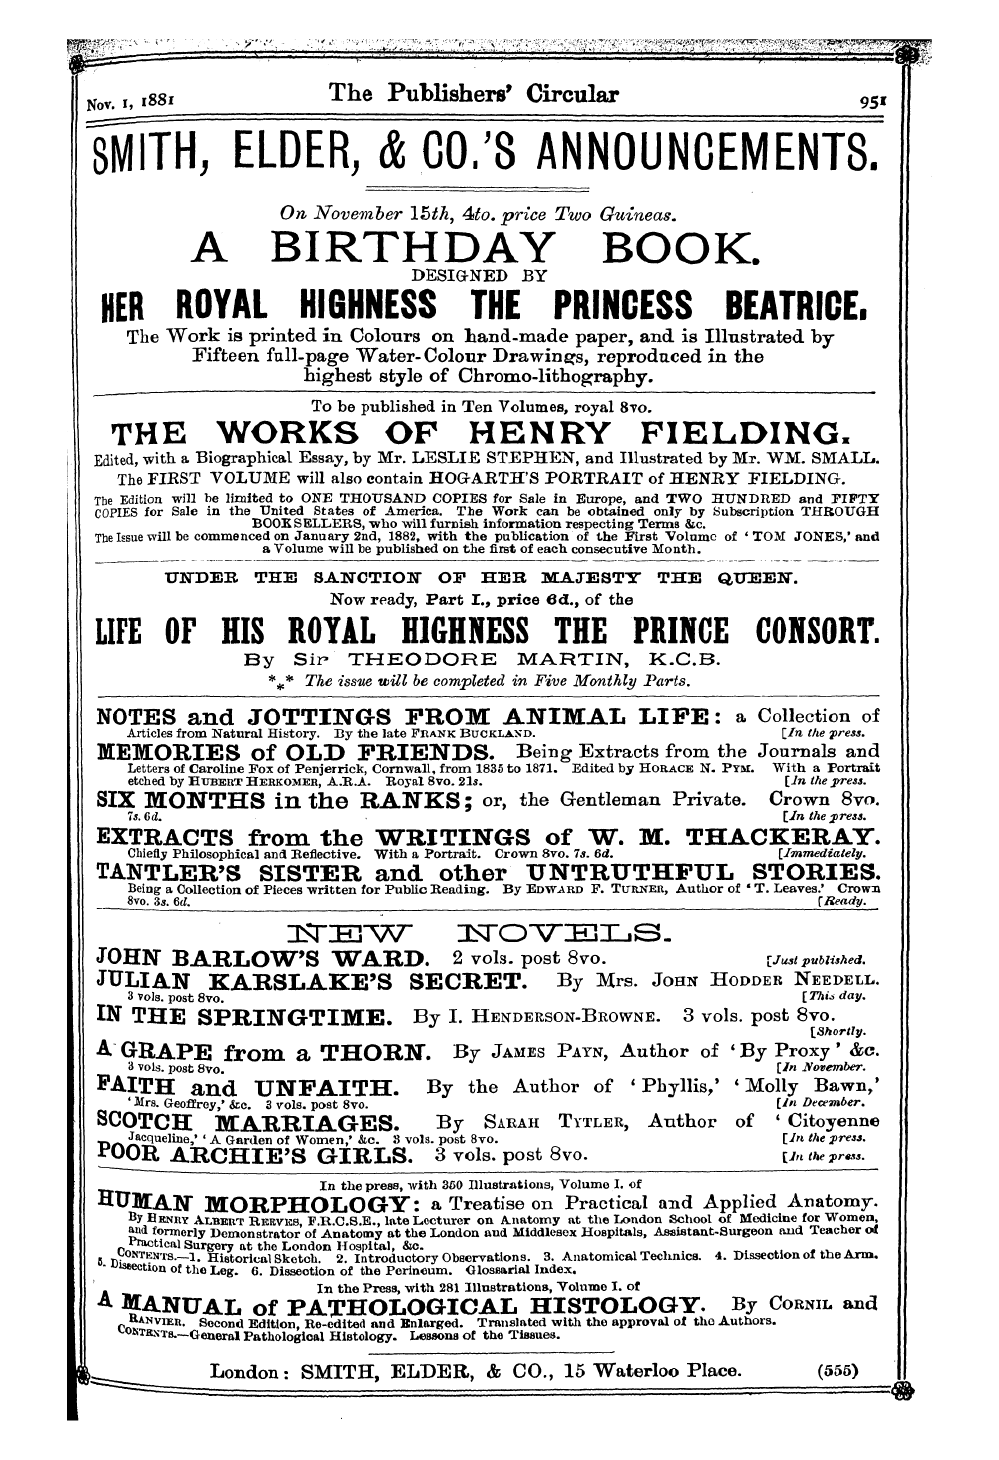 Nov. 1, 1881 The Publishers' Circular 951
SMITH, ELDER, & CO.'S ANNOUNCEMENTS.
On November 15th, 4to. price Two Guineas.
A BIRTHDAY BOOK.
DESIGNED BY
HER ROYAL HIGHNESS THE PRINCESS BEATRICE.
The Work is printed in Colours on hand-made paper, and is Illustrated by
Fifteen full-page Water-Colour Drawings, reproduced in the
highest style of Chromo-lithography.
To be published in Ten Volumes, royal 8vo.
THE WORKS OF HENRY FIELDING.
Edited, with a Biographical Essay, by Mr. LESLIE STEPHEN, and Illustrated by Mr. WM. SMALL.
The FIRST VOLUME will also contain HOGARTH'S PORTRAIT of HENRY FIELDING.
The Edition will be limited to ONE THOUSAND COPIES for Sale in Europe, and TWO HUNDRED and FIFTY
COPIES for Sale in the United States of America. The Work can be obtained only by Subscription THROUGH
BOOKSELLERS, who will furnish information respecting Terms &c.
The Issue will be commenced on January 2nd, 1882, with the publication of the First Volume of 'TOM JONES,' and
a Volume will be published on the first of each consecutive Month.
UNDER THE SANCTION OF HER MAJESTY THE QUEEN.
Now ready, Part I., price 6d., of the
LIFE OF HIS ROYAL HIGHNESS THE PRINCE CONSORT.
By Sir THEODORE MARTIN, K.C.B.
*** The issue will be completed in Five Monthly Parts.
NOTES and JOTTINGS FROM ANIMAL LIFE: a Collection of
Articles from Natural History. By the late FRANK BUCKLAND. [In the press.
MEMORIES of OLD FRIENDS. Being Extracts from the Journals and
Letters of Caroline Fox of Penjerrick, Cornwall, from 1835 to 1871. Edited by HORACE N. PYM. With a Portrait
etched by HUBERT HERKOMER, A.R.A. Royal 8vo. 21s. [In the press.
SIX MONTHS in the RANKS; or, the Gentleman Private. Crown 8vo.
7s. 6d. [In the press.
EXTRACTS from the WRITINGS of W. M. THACKERAY.
Chiefly Philosophical and Reflective. With a Portrait. Crown 8vo. 7s. 6d. [Immediately.
TANTLER'S SISTER and other UNTRUTHFUL STORIES.
Being a Collection of Pieces written for Public Reading. By EDWARD F. TURNER, Author of 'T. Leaves.' Crown
8vo. 3s. 6d. [Ready.
NEW NOVELS.
JOHN BARLOW'S WARD. 2 vols. post 8vo. [Just published.
JULIAN KARSLAKE'S SECRET. By Mrs. JOHN HODDER NEEDELL.
3 vols. post 8vo. [This day.
IN THE SPRINGTIME. By I. HENDERSON-BROWNE. 3 vols. post 8vo.
[Shortly.
A GRAPE from a THORN. By JAMES PAYN, Author of 'By Proxy' &c.
3 vols. post 8vo. [In November.
FAITH and UNFAITH. By the Author of 'Phyllis,' 'Molly Bawn,'
'Mrs. Geoffrey,' &c. 3 vols. post 8vo. [In December.
SCOTCH MARRIAGES. By SARAH TYTLER, Author of 'Citoyenne
Jacqueline,' 'A Garden of Women,' &c. 3 vols. post 8vo. [In the press.
POOR ARCHIE'S GIRLS. 3 vols. post 8vo. [In the press.
In the press, with 350 Illustrations, Volume I. of
HUMAN MORPHOLOGY: a Treatise on Practical and Applied Anatomy.
By HENRY ALBERT REEVES, F.R.C.S.E., late Lecturer on Anatomy at the London School of Medicine for Women,
and formerly Demonstrator of Anatomy at the London and Middlesex Hospitals, Assistant-Surgeon and Teacher of
Practical Surgery at the London Hospital, &c.
CONTENTS.—1. Historical Sketch. 2. Introductory Observations. 3. Anatomical Technics. 4. Dissection of the Arm.
5. Dissection of the Leg. 6. Dissection of the Perineum. Glossarial Index.
In the Press, with 281 Illustrations, Volume I. of
A MANUAL of PATHOLOGICAL HISTOLOGY. By CORNIL and
RANVIER. Second Edition, Re-edited and Enlarged. Translated with the approval of the Authors.
CONTENTS.—General Pathological Histology. Lessons of the Tissues.
London: SMITH, ELDER, & CO., 15 Waterloo Place. (555)